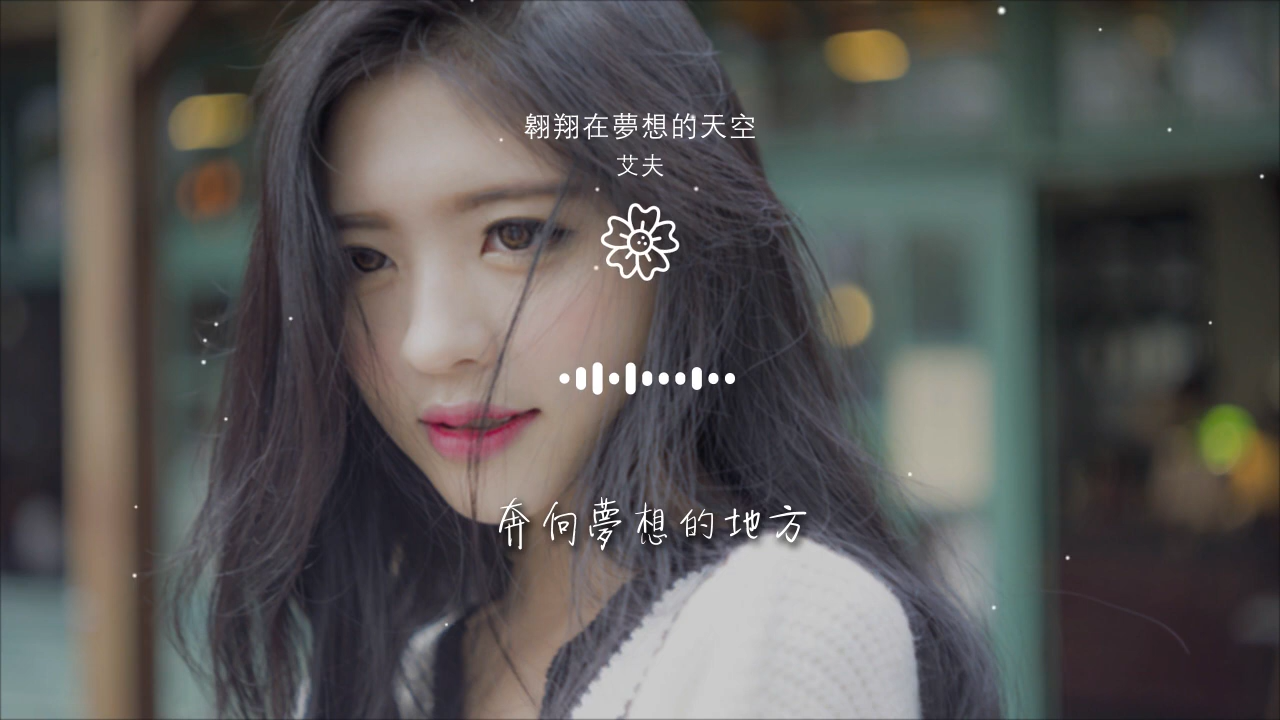 翱翔在夢想的天空
艾夫
奔向夢想的地方